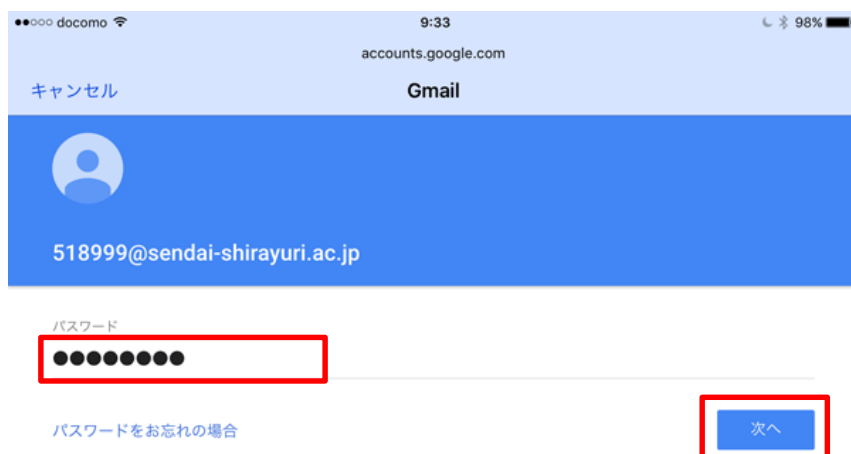 docomo 9:33 98%
accounts.google.com
キャンセル Gmail
518999@sendai-shirayuri.ac.jp
パスワード
●●●●●●●●
パスワードをお忘れの場合 次へ